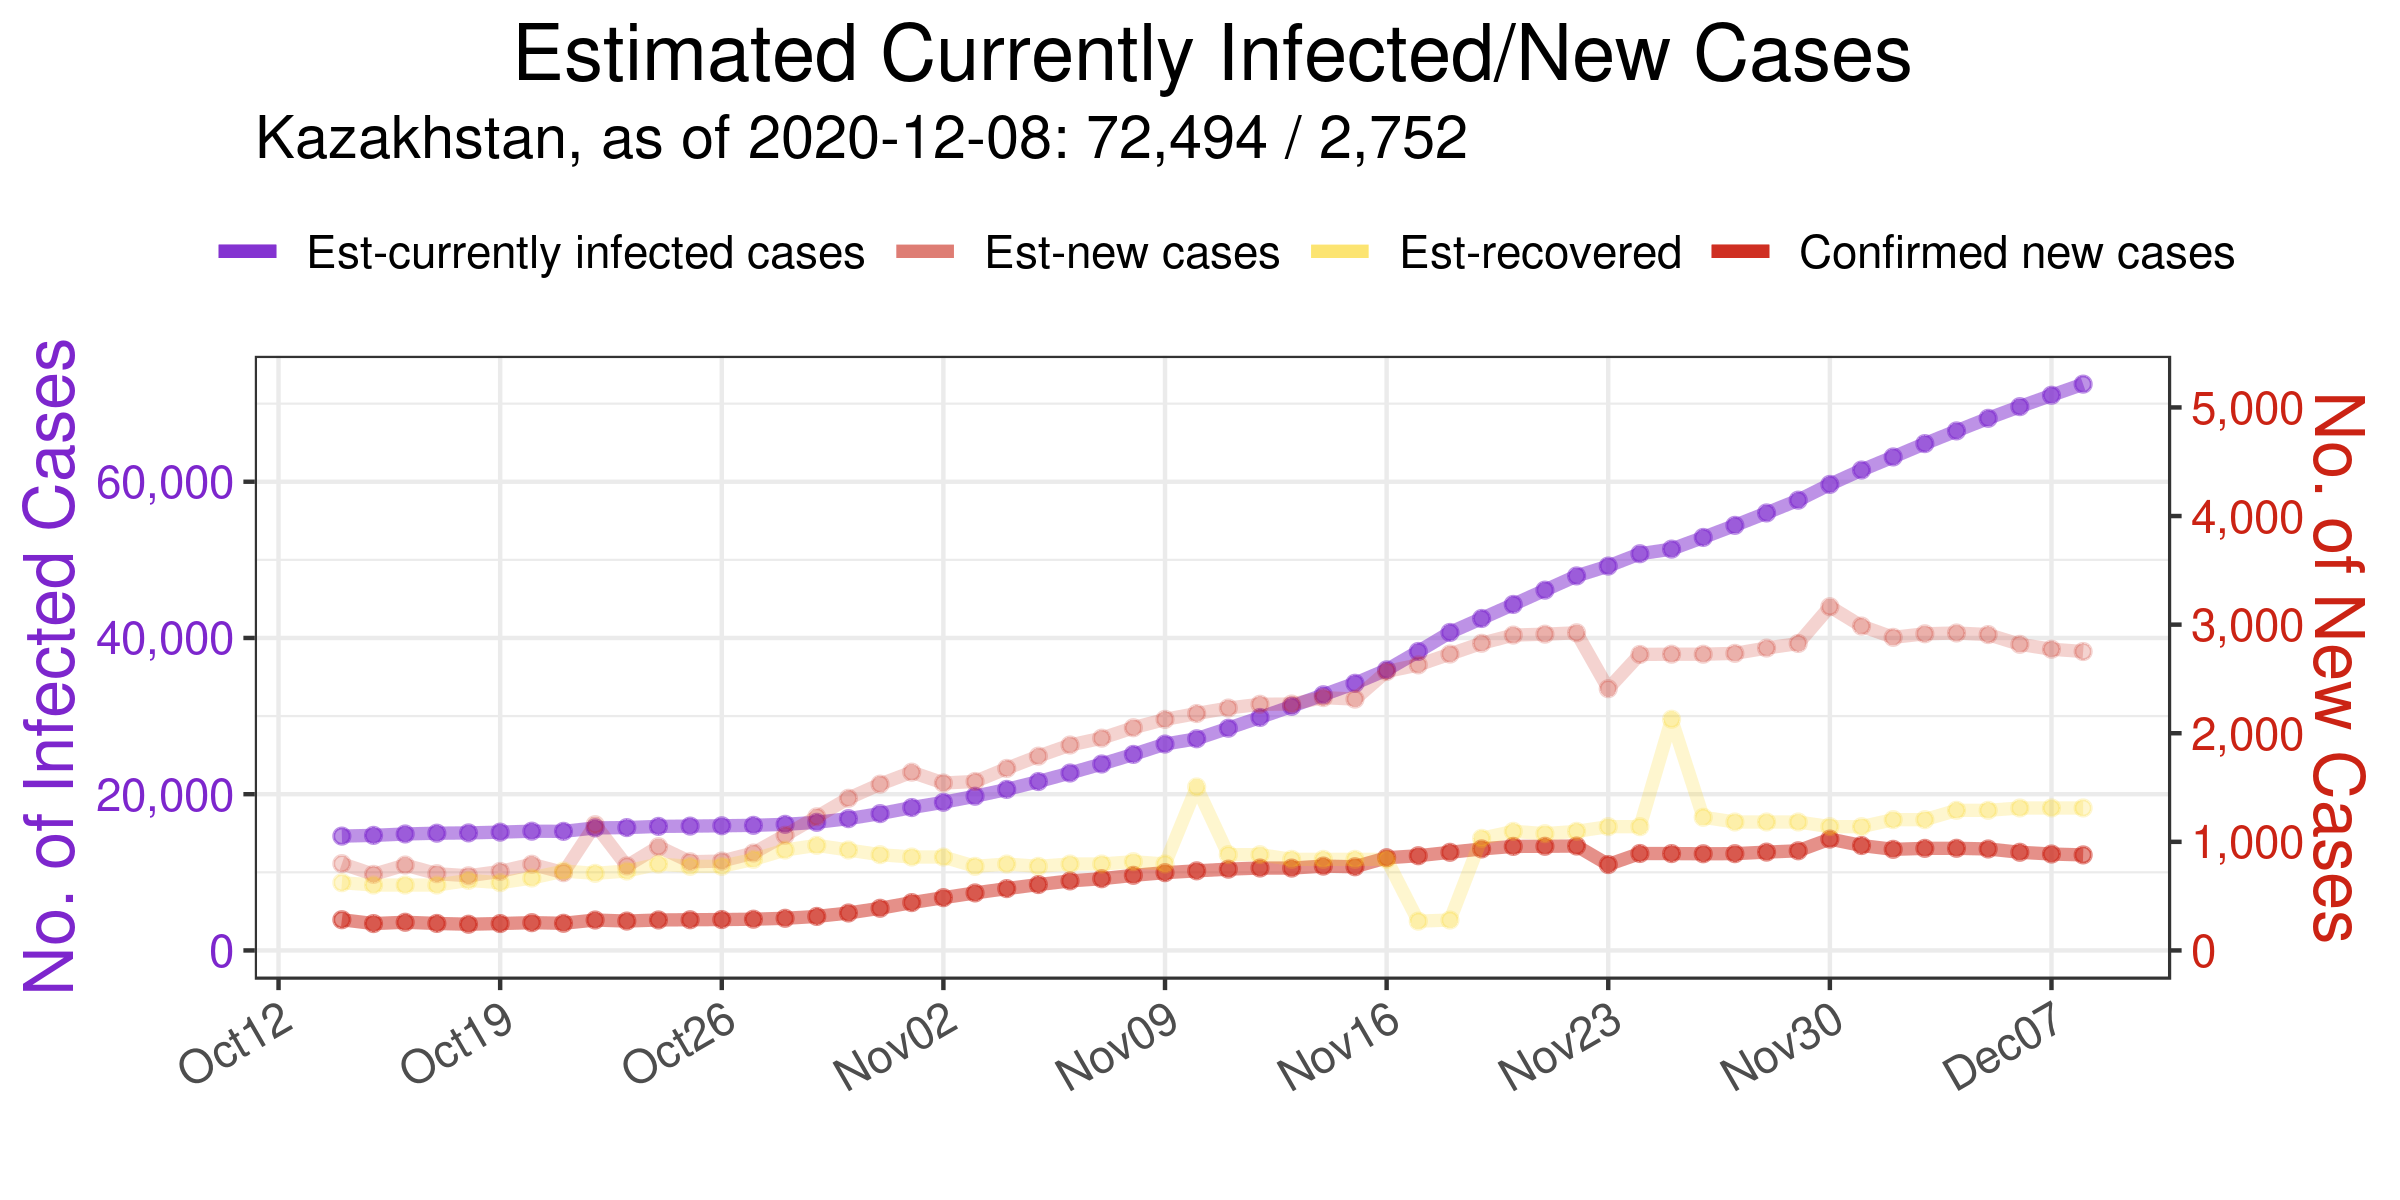 Estimated Currently Infected/New Cases
Kazakhstan, as of 2020-12-08: 72,494 / 2,752
Est-currently infected cases Est-new cases Est-recovered Confirmed new cases
No. of Infected Cases
60,000
40,000
20,000
0
5,000
4,000
3,000
2,000
1,000
0
No. of New Cases
Oct12 Oct19 Oct26 Nov02 Nov09 Nov16 Nov23 Nov30 Dec07